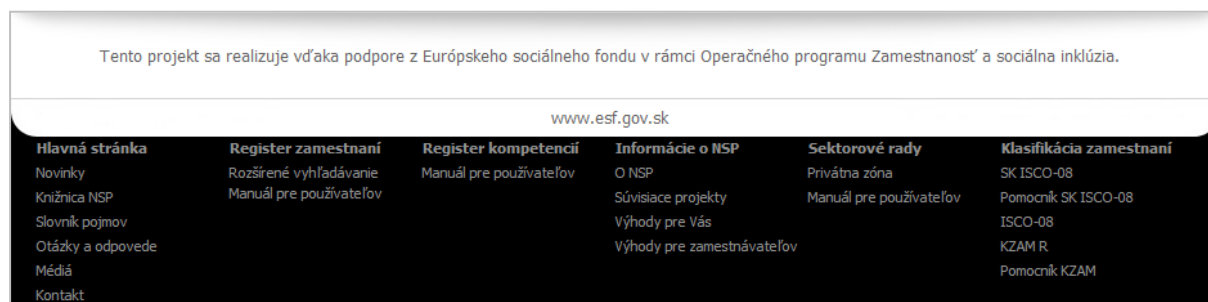 Tento projekt sa realizuje vďaka podpore z Európskeho sociálneho fondu v rámci Operačného programu Zamestnanosť a sociálna inklúzia.
www.esf.gov.sk
Hlavná stránka
Novinky
Knižnica NSP
Slovník pojmov
Otázky a odpovede
Médiá
Kontakt
Register zamestnaní
Rozšírené vyhľadávanie
Manuál pre používateľov
Register kompetencií
Manuál pre používateľov
Informácie o NSP
O NSP
Súvisiace projekty
Výhody pre Vás
Výhody pre zamestnávateľov
Sektorové rady
Privátna zóna
Manuál pre používateľov
Klasifikácia zamestnaní
SK ISCO-08
Pomocník SK ISCO-08
ISCO-08
KZAM R
Pomocník KZAM